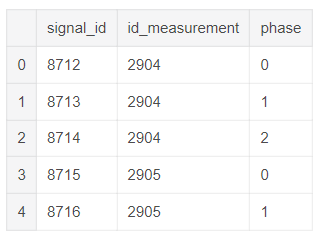 signal_id id_measurement phase
0 8712 2904 0
1 8713 2904 1
2 8714 2904 2
3 8715 2905 0
4 8716 2905 1